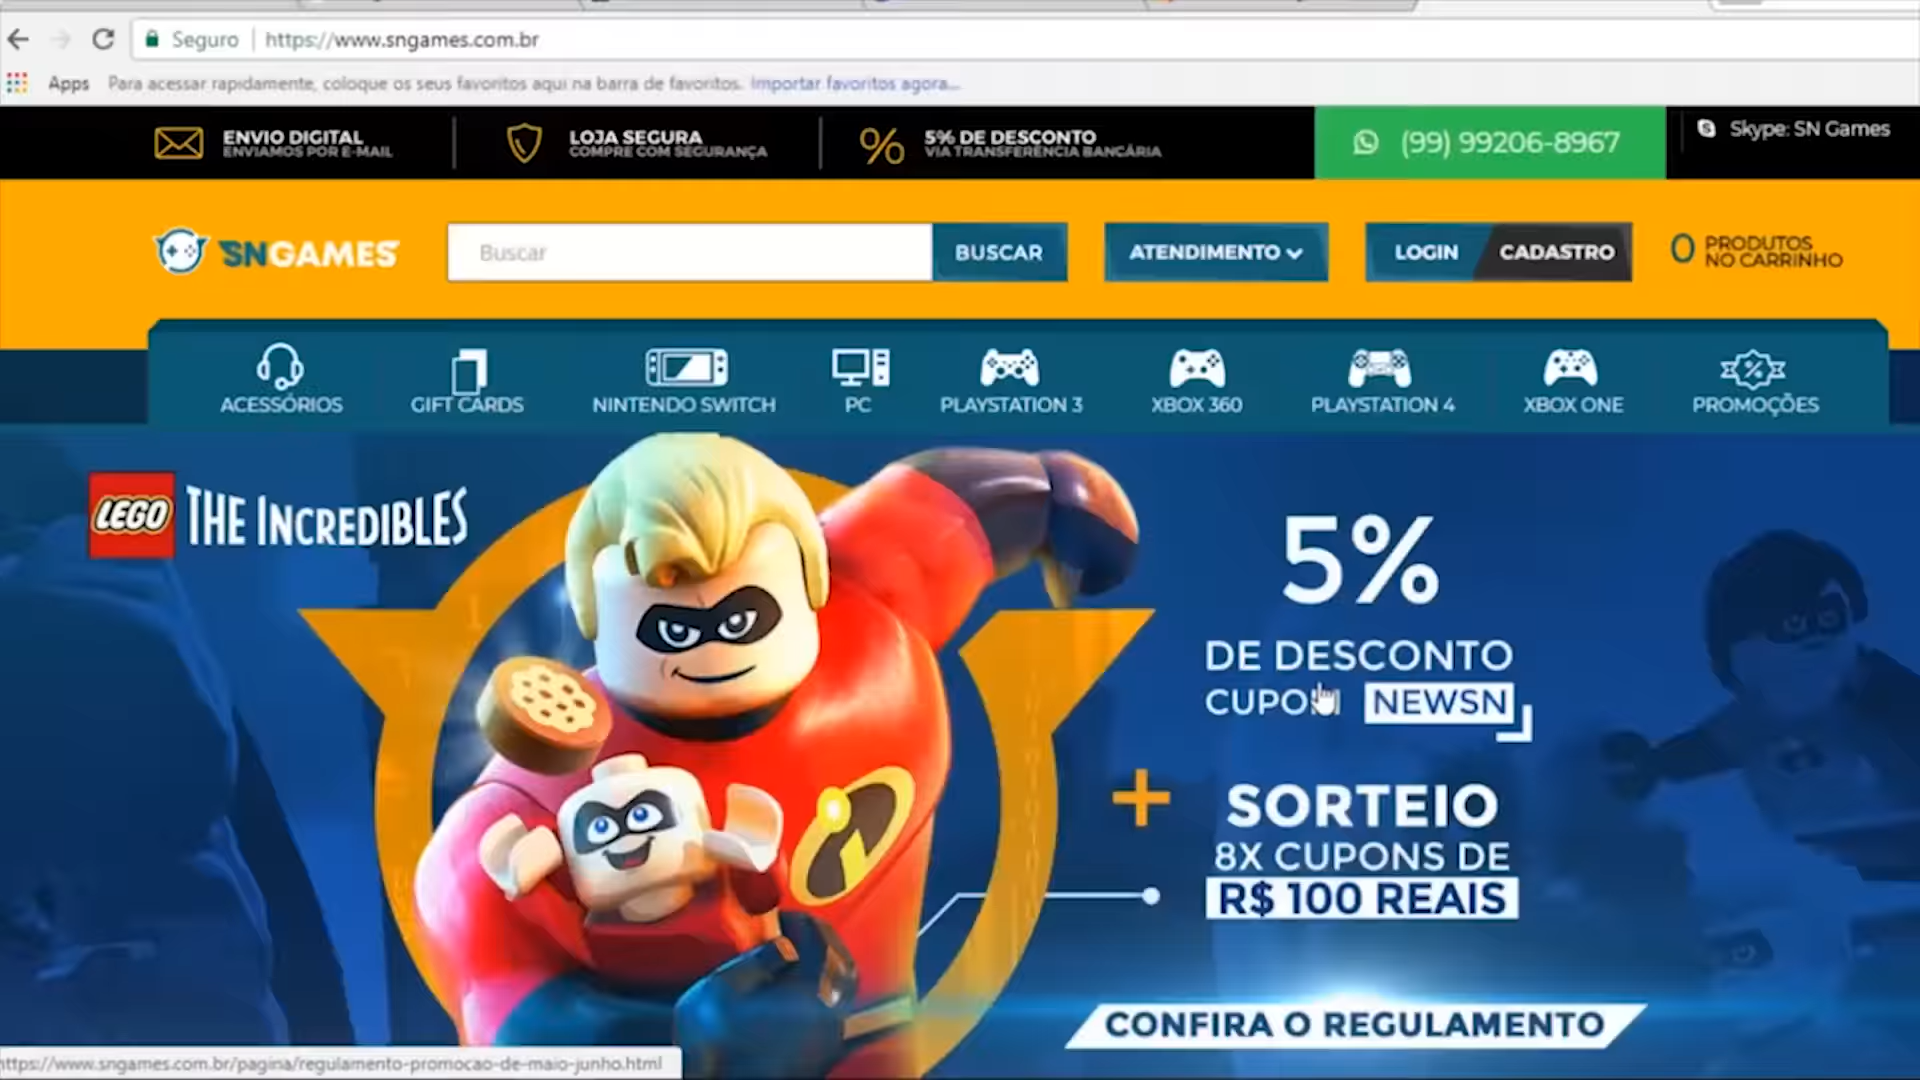 Seguro | https://www.sngames.com.br
Apps Para acessar rapidamente, coloque os seus favoritos aqui na barra de favoritos. Importar favoritos agora...
ENVIO DIGITAL
ENVIAMOS POR E-MAIL
LOJA SEGURA
COMPRE COM SEGURANÇA
5% DE DESCONTO
VIA TRANSFERÊNCIA BANCÁRIA
(99) 99206-8967
Skype: SN Games
SNGAMES
Buscar
BUSCAR
ATENDIMENTO
LOGIN
CADASTRO
0 PRODUTOS
NO CARRINHO
ACESSÓRIOS
GIFT CARDS
NINTENDO SWITCH
PC
PLAYSTATION 3
XBOX 360
PLAYSTATION 4
XBOX ONE
PROMOÇÕES
LEGO THE INCREDIBLES
5%
DE DESCONTO
CUPOM NEWSN
+ SORTEIO
8X CUPONS DE
R$ 100 REAIS
CONFIRA O REGULAMENTO
https://www.sngames.com.br/pagina/regulamento-promocao-de-maio-junho.html